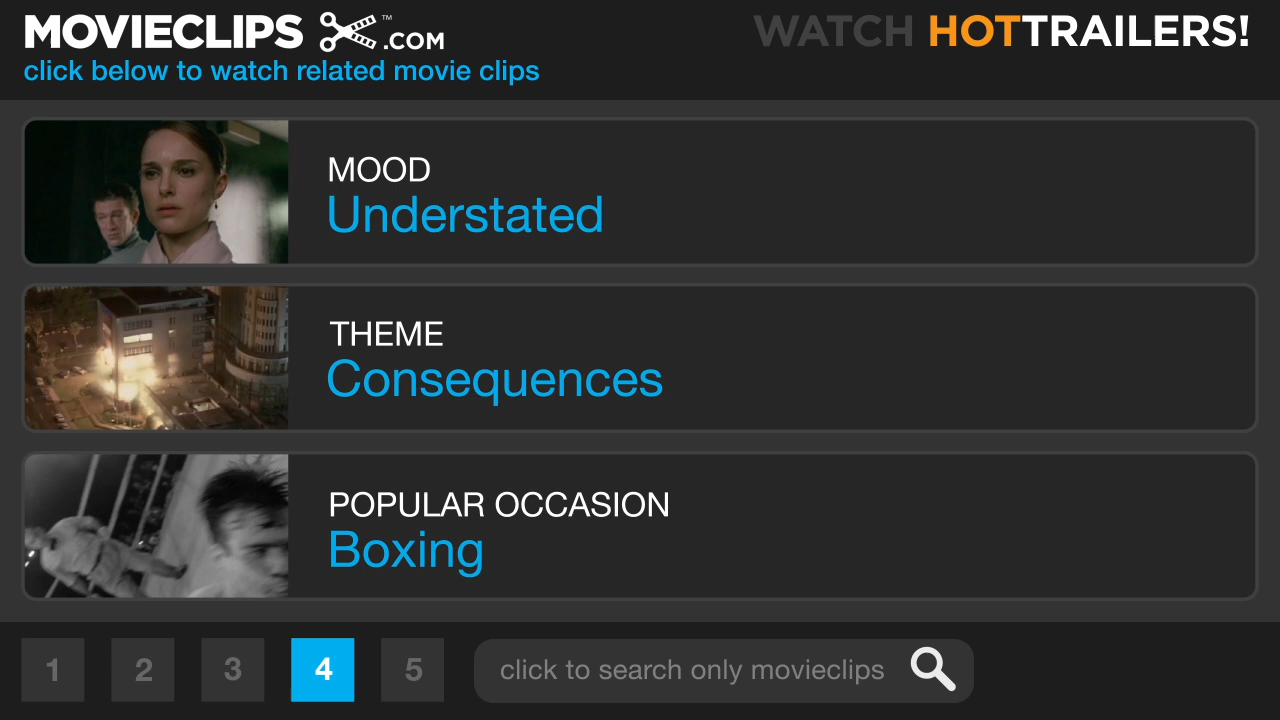 MOVIECLIPS ™ .COM
WATCH HOTTRAILERS!
click below to watch related movie clips
MOOD
Understated
THEME
Consequences
POPULAR OCCASION
Boxing
1 2 3 4 5
click to search only movieclips